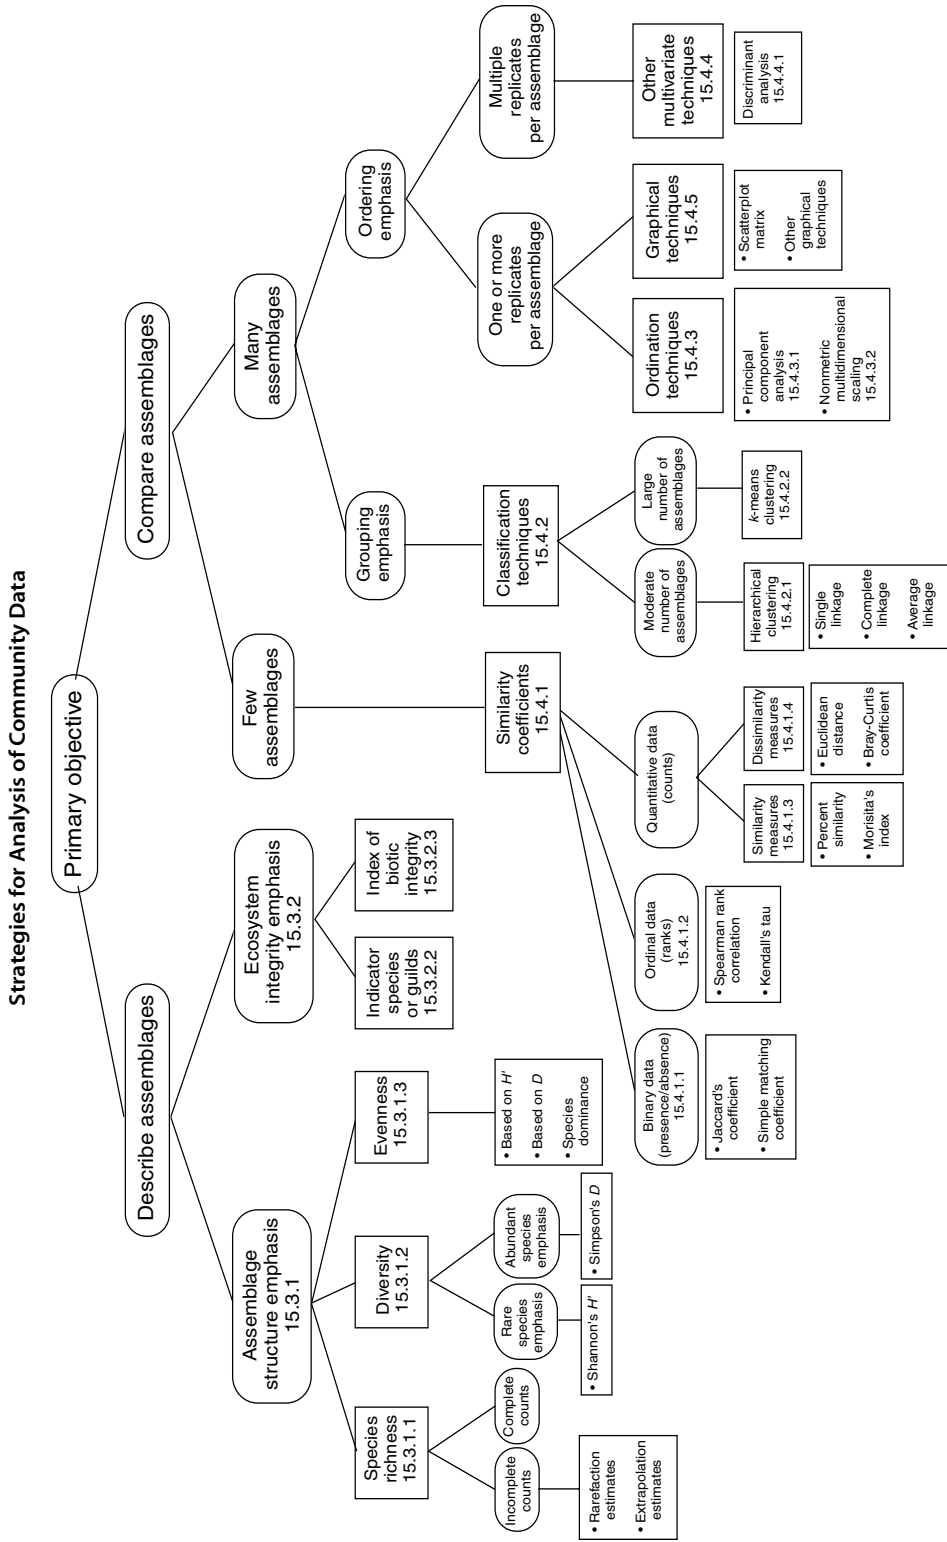 Strategies for Analysis of Community Data
Primary objective
Describe assemblages
Compare assemblages
Assemblage
structure emphasis
15.3.1
Ecosystem
integrity emphasis
15.3.2
Few
assemblages
Many
assemblages
Species
richness
15.3.1.1
Diversity
15.3.1.2
Evenness
15.3.1.3
Indicator
species
or guilds
15.3.2.2
Index of
biotic
integrity
15.3.2.3
Grouping
emphasis
Ordering
emphasis
Incomplete
counts
Complete
counts
Rare
species
emphasis
Abundant
species
emphasis
• Based on H′
• Based on D
• Species
dominance
Similarity
coefficients
15.4.1
Classification
techniques
15.4.2
One or more
replicates
per assemblage
Multiple
replicates
per assemblage
• Rarefaction
estimates
• Extrapolation
estimates
• Shannon's H′
• Simpson's D
Binary data
(presence/absence)
15.4.1.1
Ordinal data
(ranks)
15.4.1.2
Quantitative data
(counts)
Moderate
number of
assemblages
Large
number of
assemblages
Ordination
techniques
15.4.3
Graphical
techniques
15.4.5
Other
multivariate
techniques
15.4.4
• Jaccard's
coefficient
• Simple matching
coefficient
• Spearman rank
correlation
• Kendall's tau
Similarity
measures
15.4.1.3
Dissimilarity
measures
15.4.1.4
Hierarchical
clustering
15.4.2.1
k-means
clustering
15.4.2.2
• Principal
component
analysis
15.4.3.1
• Nonmetric
multidimensional
scaling
15.4.3.2
• Scatterplot
matrix
• Other
graphical
techniques
Discriminant
analysis
15.4.4.1
• Percent
similarity
• Morisita's
index
• Euclidean
distance
• Bray-Curtis
coefficient
• Single
linkage
• Complete
linkage
• Average
linkage